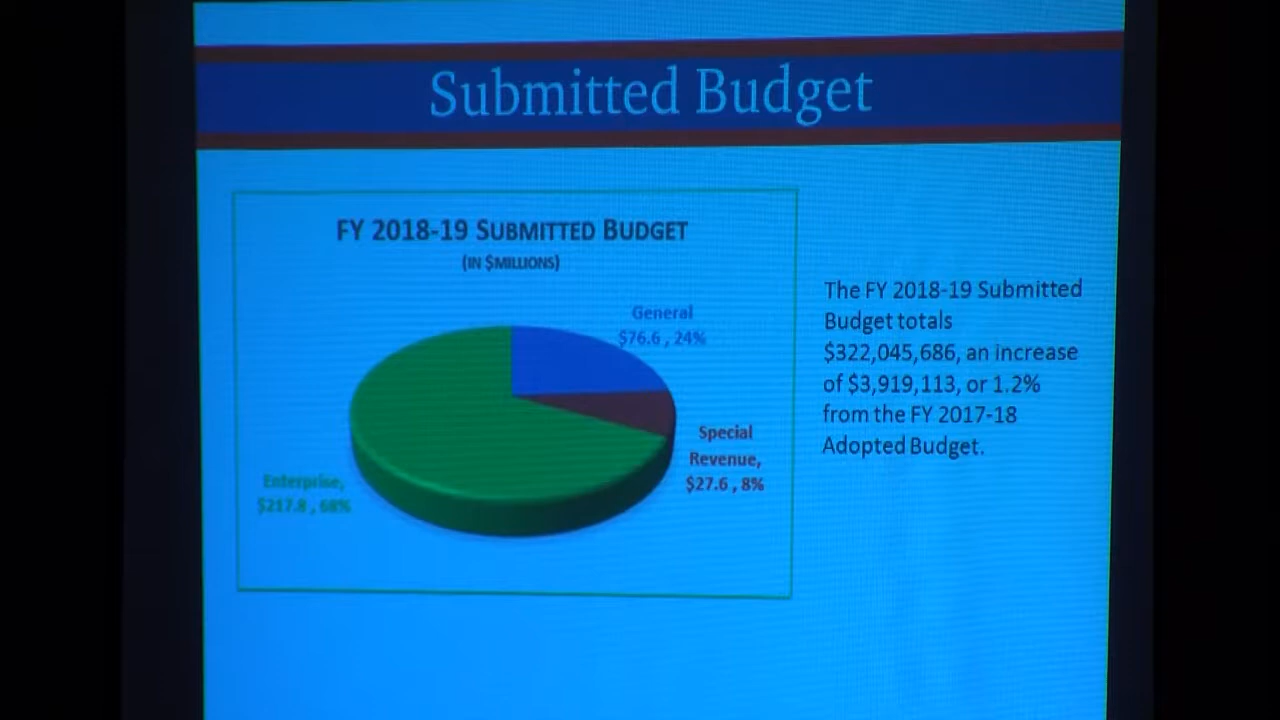 Submitted Budget
FY 2018-19 SUBMITTED BUDGET
(IN $MILLIONS)
General
$76.6 , 24%
Special
Revenue,
$27.6 , 8%
Enterprise,
$217.8 , 68%
The FY 2018-19 Submitted
Budget totals
$322,045,686, an increase
of $3,919,113, or 1.2%
from the FY 2017-18
Adopted Budget.